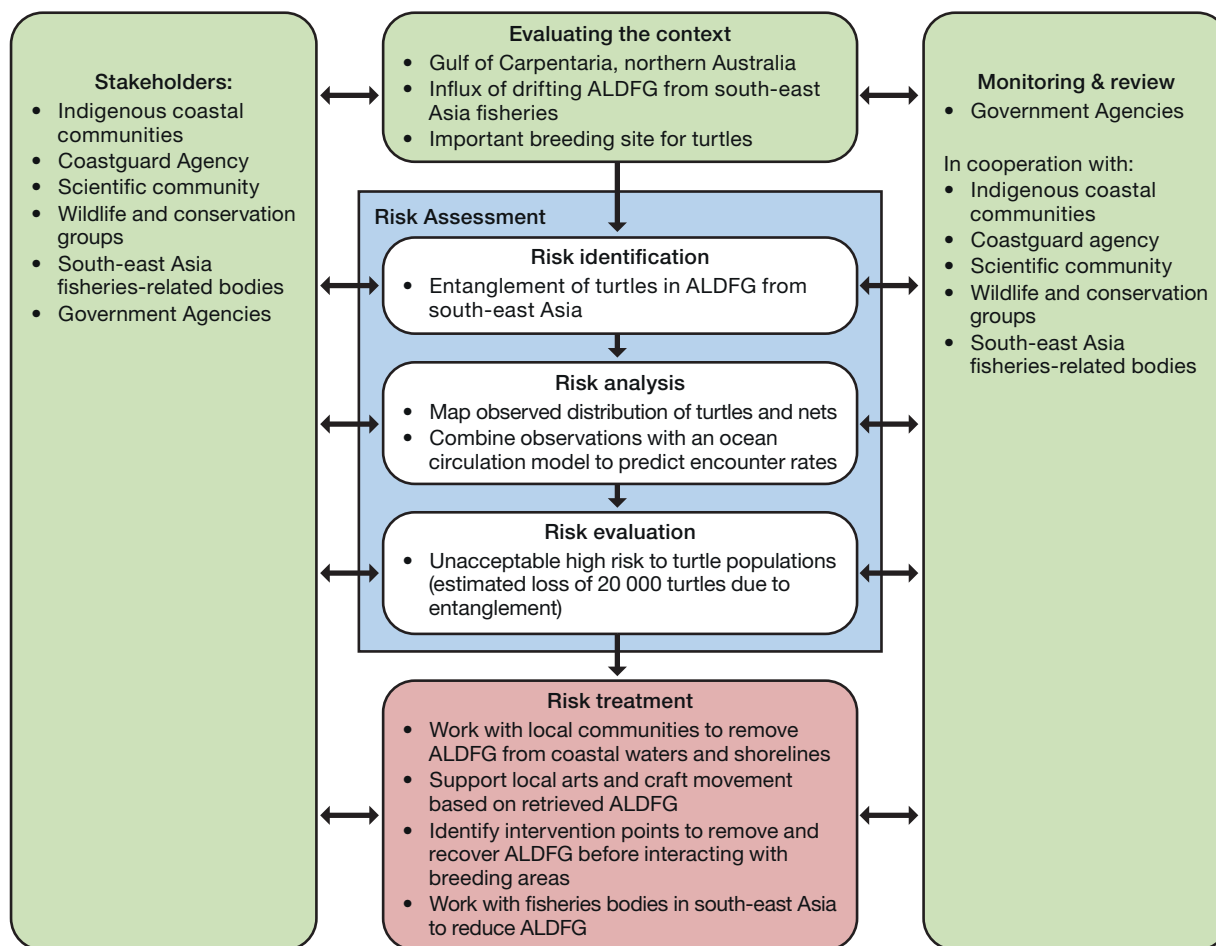 Stakeholders:
• Indigenous coastal
communities
• Coastguard Agency
• Scientific community
• Wildlife and conservation
groups
• South-east Asia
fisheries-related bodies
• Government Agencies
Evaluating the context
• Gulf of Carpentaria, northern Australia
• Influx of drifting ALDFG from south-east
Asia fisheries
• Important breeding site for turtles
Risk Assessment
Risk identification
• Entanglement of turtles in ALDFG from
south-east Asia
Risk analysis
• Map observed distribution of turtles and nets
• Combine observations with an ocean
circulation model to predict encounter rates
Risk evaluation
• Unacceptable high risk to turtle populations
(estimated loss of 20 000 turtles due to
entanglement)
Risk treatment
• Work with local communities to remove
ALDFG from coastal waters and shorelines
• Support local arts and craft movement
based on retrieved ALDFG
• Identify intervention points to remove and
recover ALDFG before interacting with
breeding areas
• Work with fisheries bodies in south-east Asia
to reduce ALDFG
Monitoring & review
• Government Agencies
In cooperation with:
• Indigenous coastal
communities
• Coastguard agency
• Scientific community
• Wildlife and conservation
groups
• South-east Asia
fisheries-related bodies